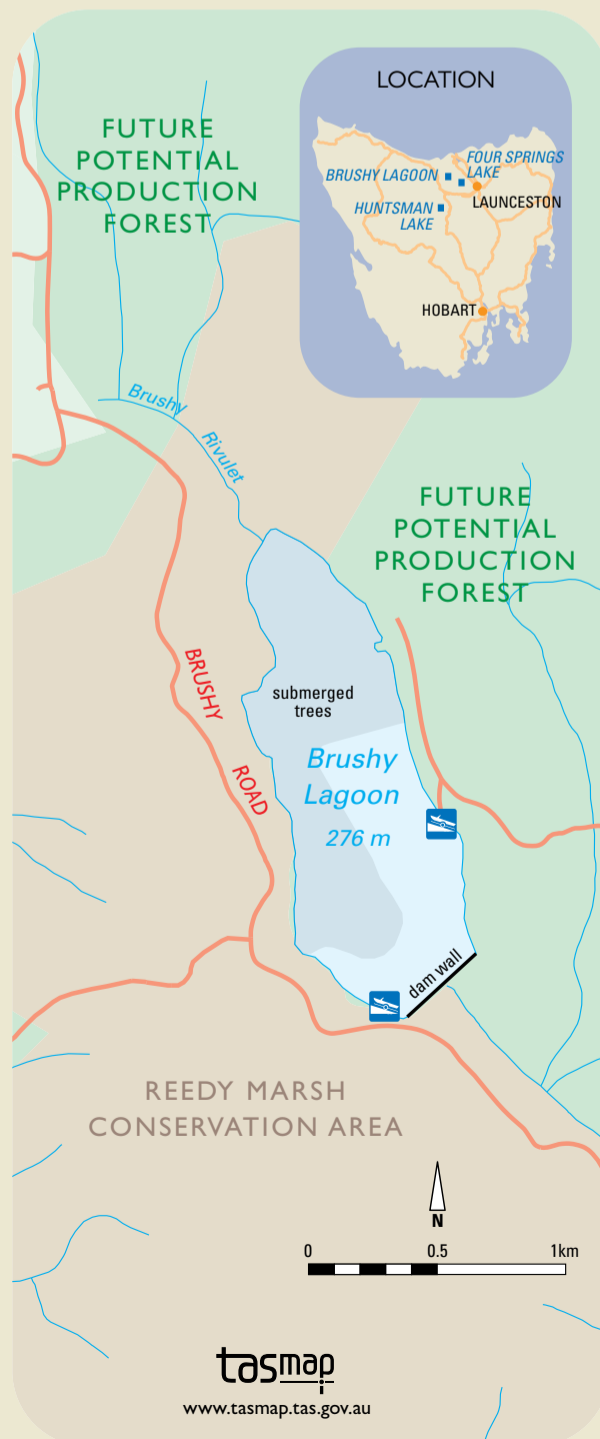 LOCATION
FUTURE
POTENTIAL
PRODUCTION
FOREST
BRUSHY LAGOON
FOUR SPRINGS
LAKE
LAUNCESTON
HUNTSMAN
LAKE
HOBART
Brushy
Rivulet
FUTURE
POTENTIAL
PRODUCTION
FOREST
BRUSHY
ROAD
submerged
trees
Brushy
Lagoon
276 m
dam wall
REEDY MARSH
CONSERVATION AREA
N
0 0.5 1km
tasmap
www.tasmap.tas.gov.au